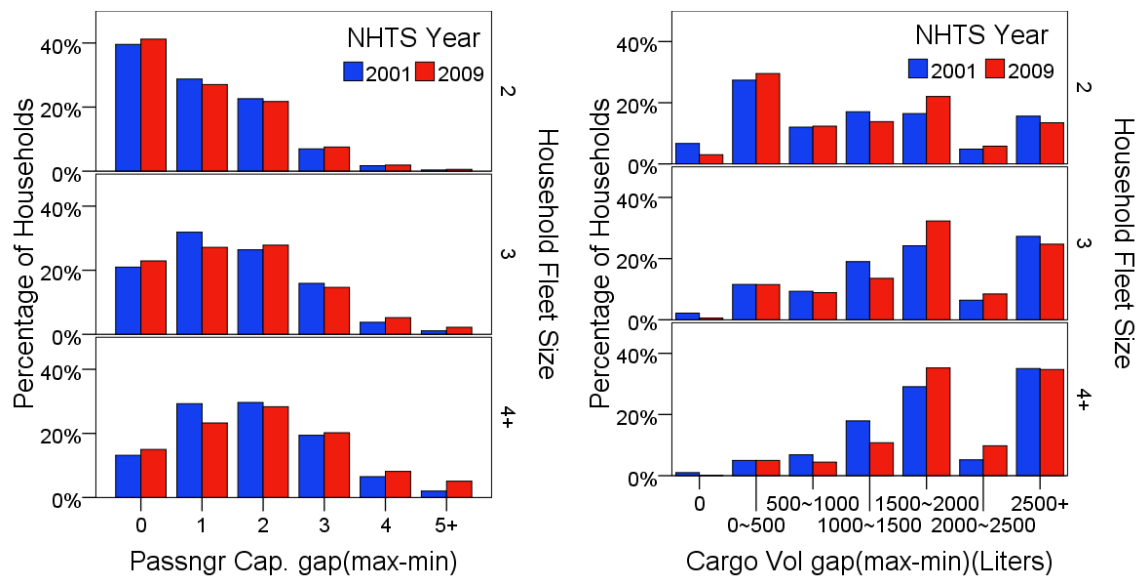 NHTS Year
2001 2009
40%
20%
0%
2
40%
20%
0%
3
40%
20%
0%
4+
0 1 2 3 4 5+
Percentage of Households
Household Fleet Size
Passngr Cap. gap(max-min)
NHTS Year
2001 2009
40%
20%
0%
2
40%
20%
0%
3
40%
20%
0%
4+
0 500~1000 1500~2000 2500+
0~500 1000~1500 2000~2500
Percentage of Households
Household Fleet Size
Cargo Vol gap(max-min)(Liters)